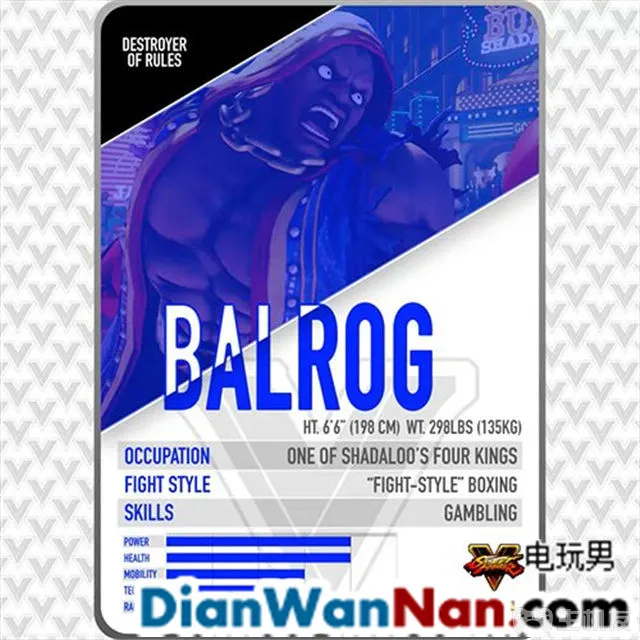 DESTROYER
OF RULES
BALROG
HT. 6'6" (198 CM) WT. 298LBS (135KG)
OCCUPATION ONE OF SHADALOO'S FOUR KINGS
FIGHT STYLE "FIGHT-STYLE" BOXING
SKILLS GAMBLING
POWER
HEALTH
MOBILITY
电玩男
DianWanNan.com